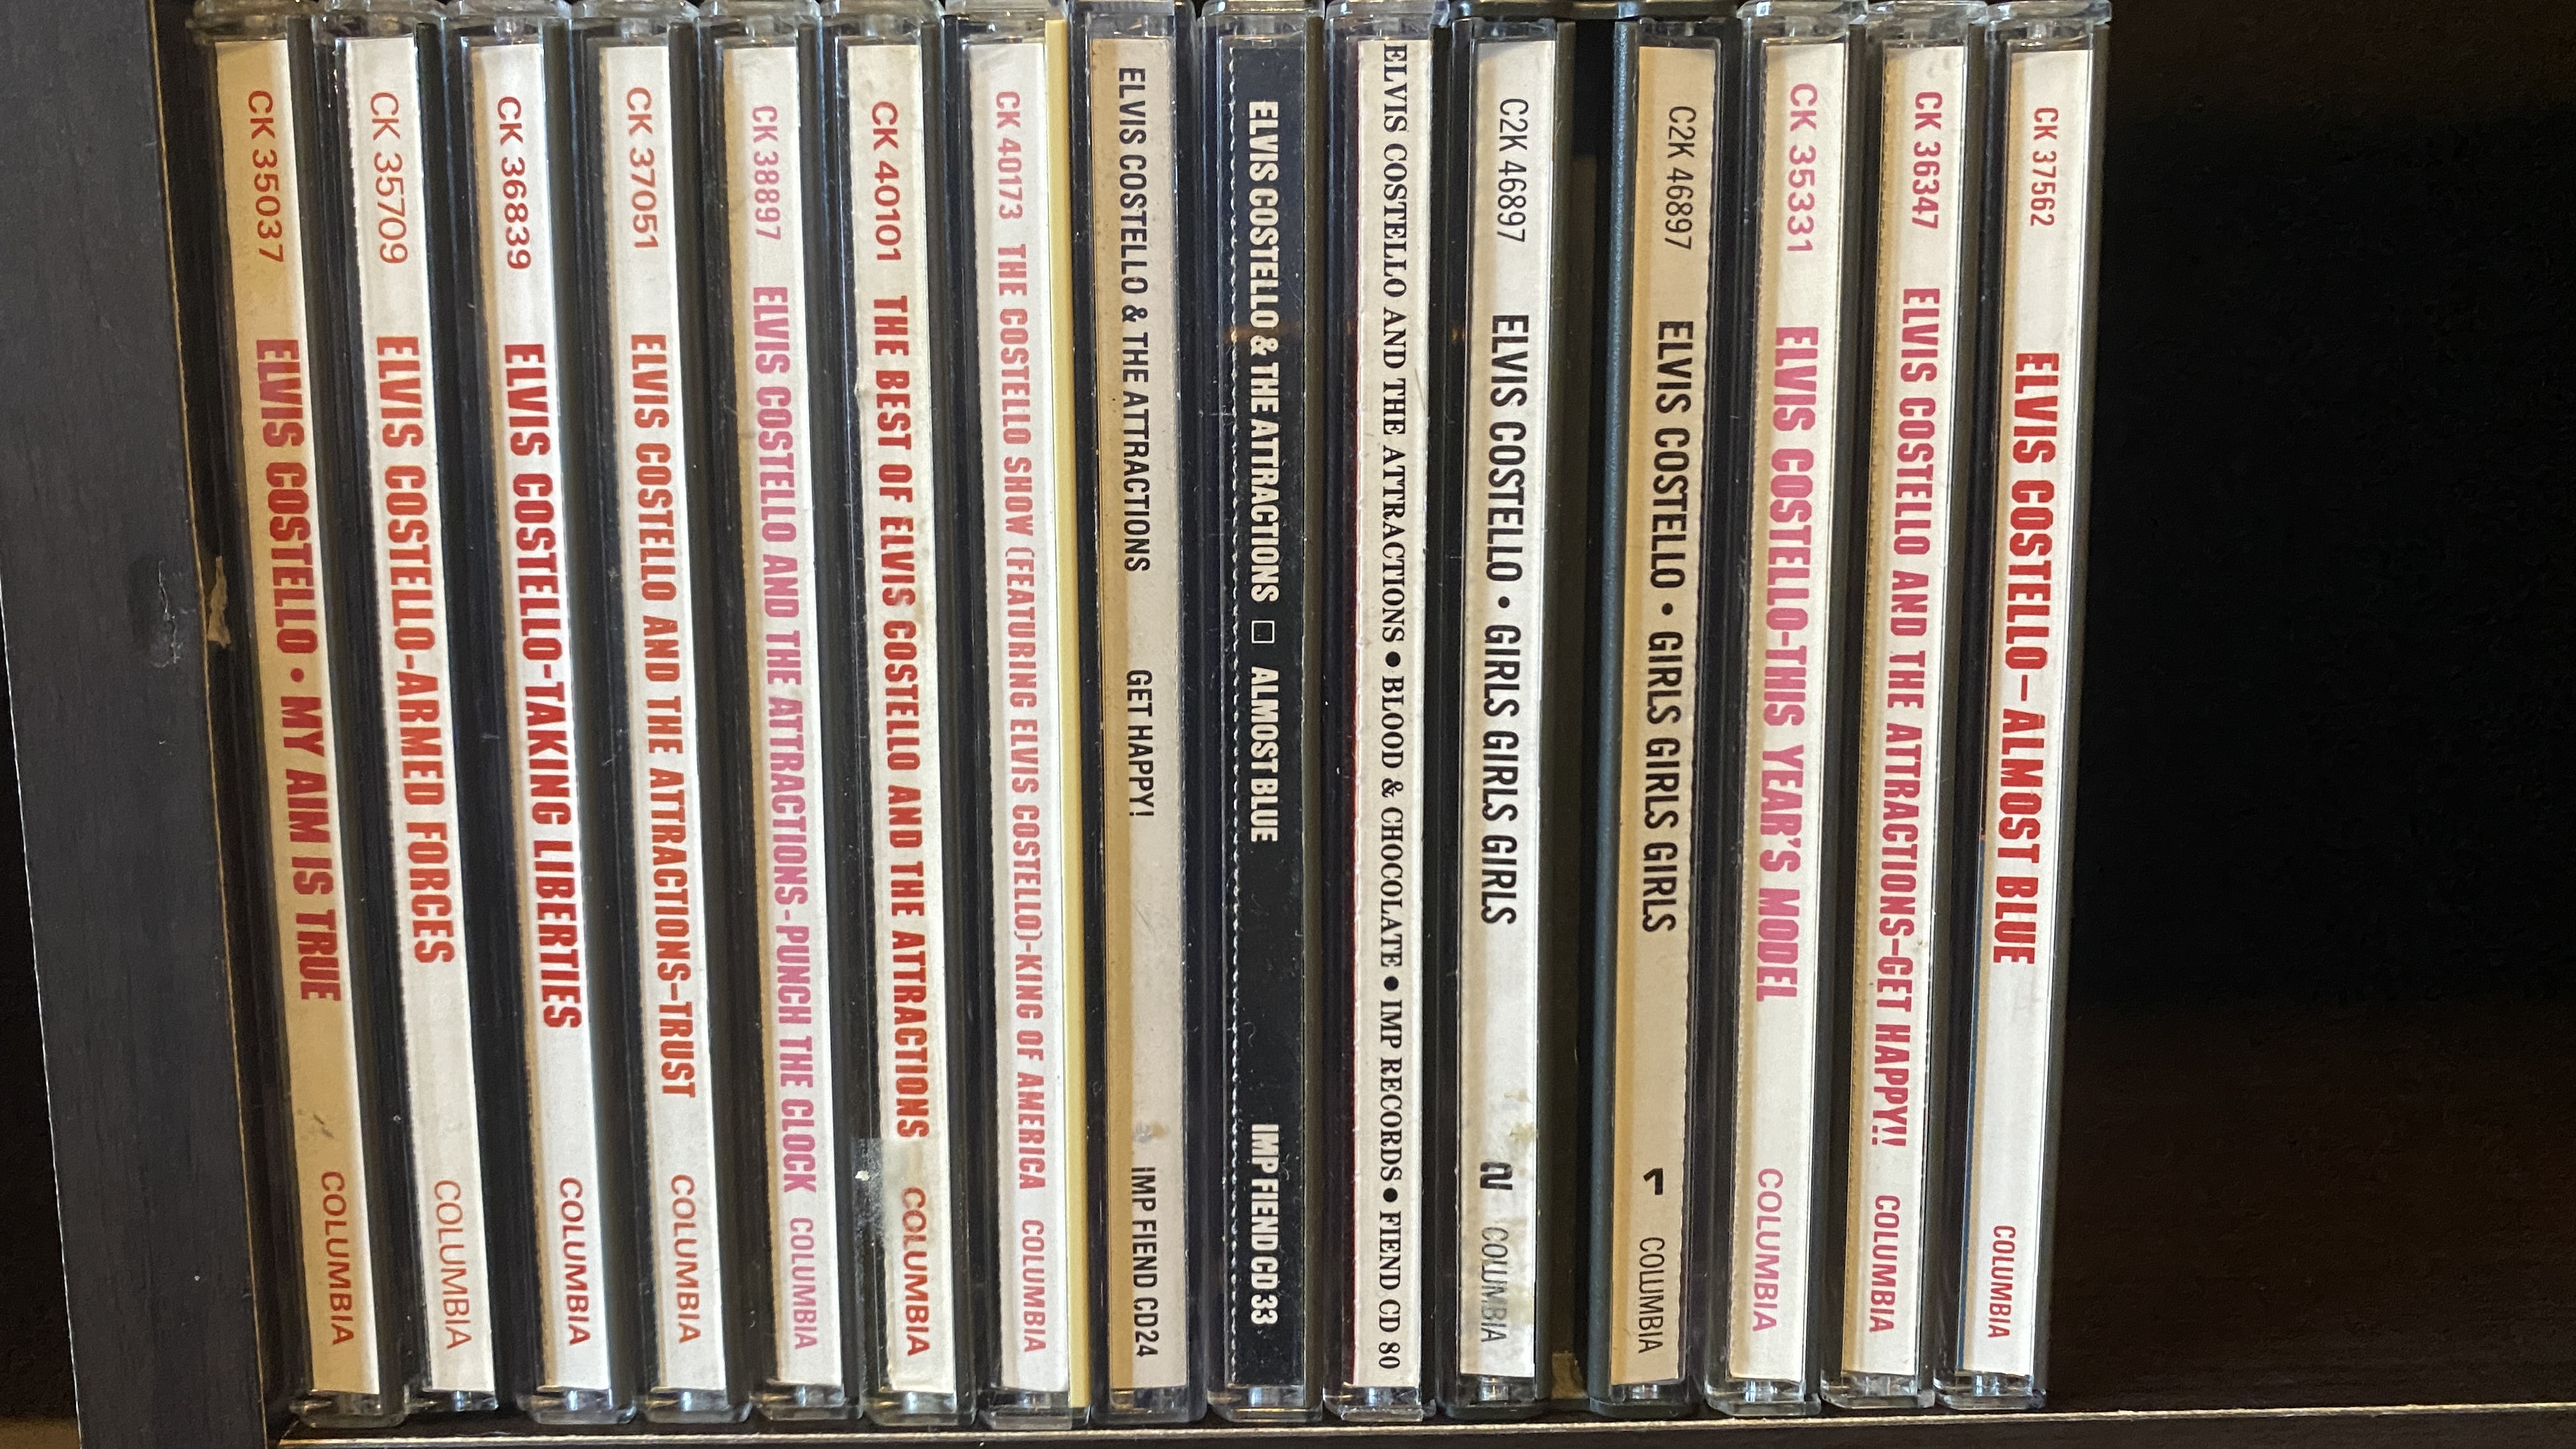 CK 35037 ELVIS COSTELLO • MY AIM IS TRUE COLUMBIA
CK 35709 ELVIS COSTELLO-ARMED FORCES COLUMBIA
CK 36839 ELVIS COSTELLO-TAKING LIBERTIES COLUMBIA
CK 37051 ELVIS COSTELLO AND THE ATTRACTIONS-TRUST COLUMBIA
CK 38897 ELVIS COSTELLO AND THE ATTRACTIONS-PUNCH THE CLOCK COLUMBIA
CK 40101 THE BEST OF ELVIS COSTELLO AND THE ATTRACTIONS COLUMBIA
CK 40173 THE COSTELLO SHOW (FEATURING ELVIS COSTELLO)-KING OF AMERICA COLUMBIA
ELVIS COSTELLO & THE ATTRACTIONS GET HAPPY! IMP FIEND CD24
ELVIS COSTELLO & THE ATTRACTIONS □ ALMOST BLUE IMP FIEND CD 33
ELVIS COSTELLO AND THE ATTRACTIONS • BLOOD & CHOCOLATE • IMP RECORDS • FIEND CD 80
C2K 46897 ELVIS COSTELLO • GIRLS GIRLS GIRLS 2 COLUMBIA
C2K 46897 ELVIS COSTELLO • GIRLS GIRLS GIRLS 1 COLUMBIA
CK 35331 ELVIS COSTELLO-THIS YEAR'S MODEL COLUMBIA
CK 36347 ELVIS COSTELLO AND THE ATTRACTIONS-GET HAPPY!! COLUMBIA
CK 37562 ELVIS COSTELLO—ALMOST BLUE COLUMBIA